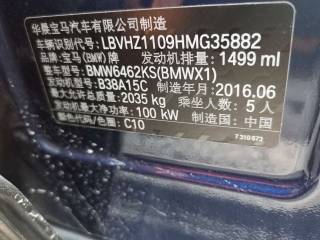 华晨宝马汽车有限公司制造
车辆识别代号: LBVHZ1109HMG35882
品牌: 宝马(BMW)牌 发动机排量: 1499 ml
整车型号: BMW6462KS(BMWX1)
发动机型号: B38A15C 制造年月: 2016.06
最大允许总质量: 2035 kg 乘坐人数: 5 人
发动机最大净功率: 100 kW 制造国: 中国
颜色代码/色图: C10
7310673